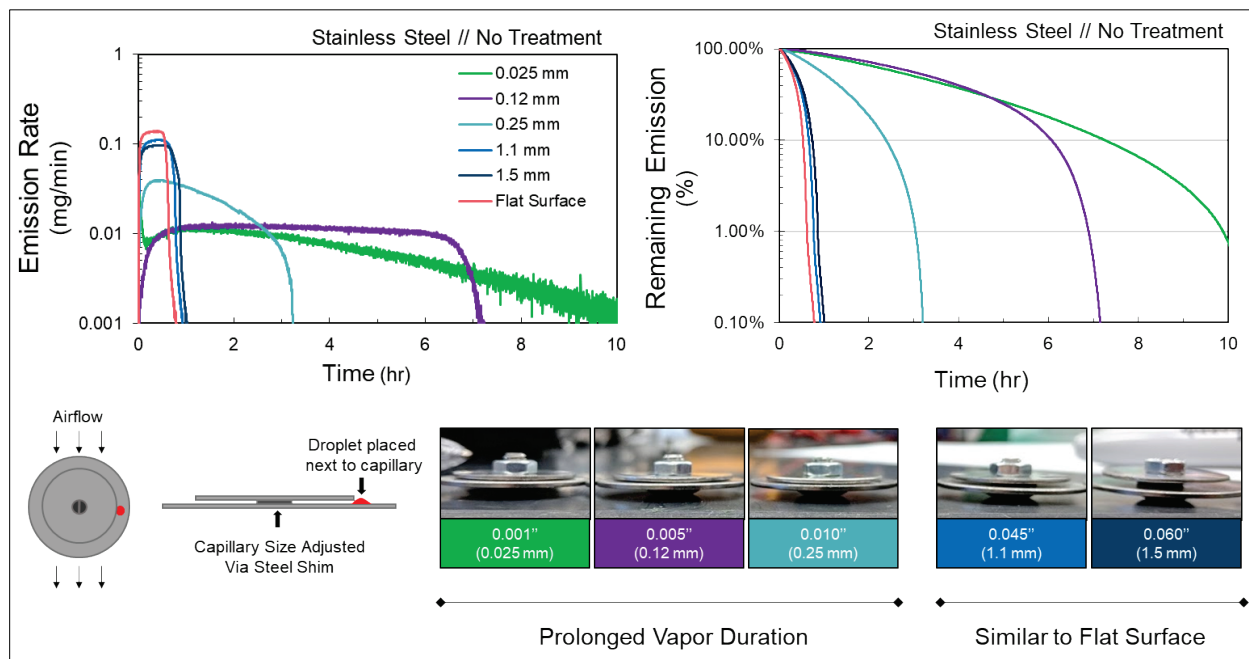 Stainless Steel // No Treatment
1
0.1
0.01
0.001
Emission Rate
(mg/min)
0.025 mm
0.12 mm
0.25 mm
1.1 mm
1.5 mm
Flat Surface
0
2
4
6
8
10
Time (hr)
Stainless Steel // No Treatment
100.00%
10.00%
1.00%
0.10%
Remaining Emission
(%)
0
2
4
6
8
10
Time (hr)
Airflow
Droplet placed
next to capillary
Capillary Size Adjusted
Via Steel Shim
0.001’’
(0.025 mm)
0.005’’
(0.12 mm)
0.010’’
(0.25 mm)
0.045’’
(1.1 mm)
0.060’’
(1.5 mm)
Prolonged Vapor Duration
Similar to Flat Surface